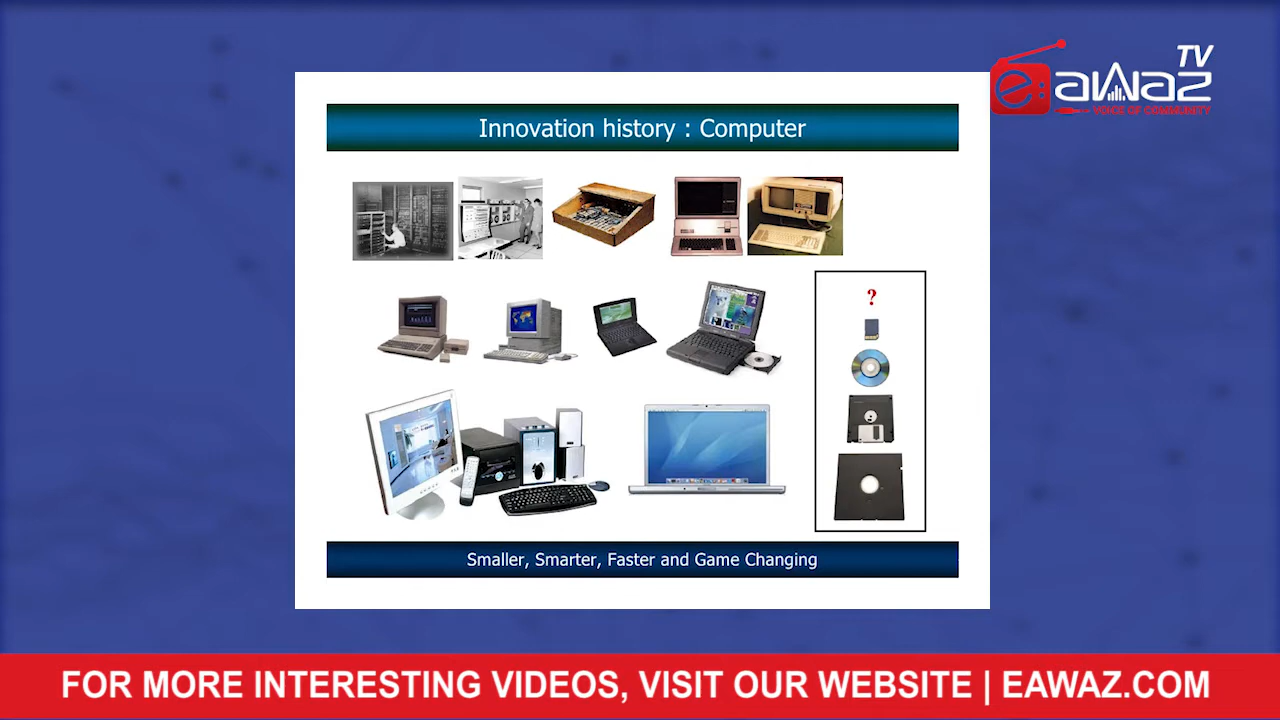 TV
e:awaz
VOICE OF COMMUNITY
Innovation history : Computer
?
Smaller, Smarter, Faster and Game Changing
FOR MORE INTERESTING VIDEOS, VISIT OUR WEBSITE | EAWAZ.COM